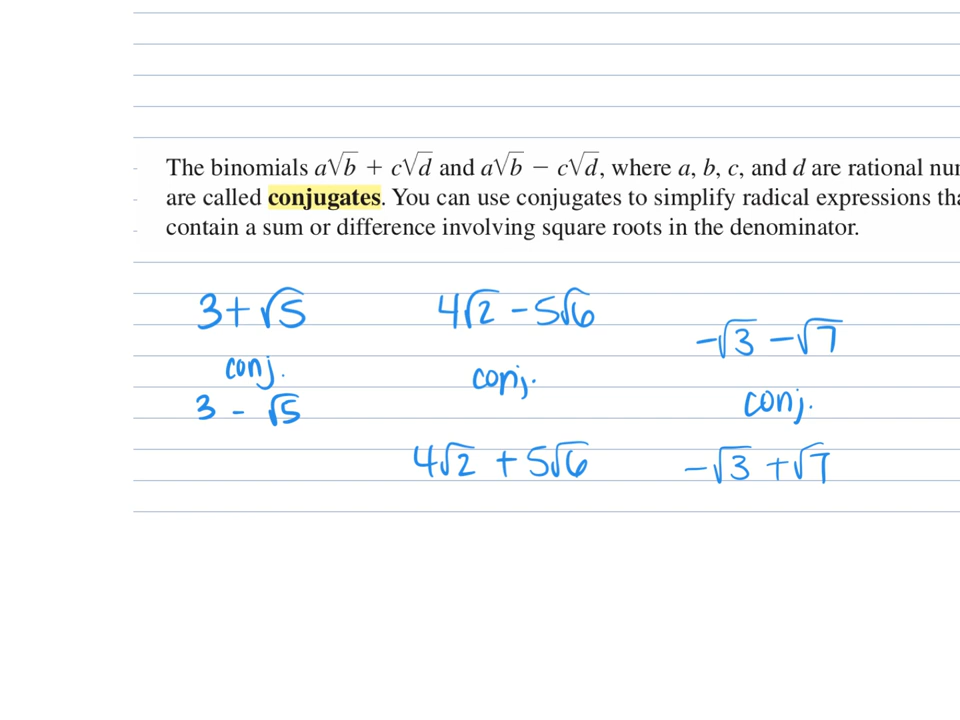 The binomials a√b + c√d and a√b − c√d, where a, b, c, and d are rational
are called conjugates. You can use conjugates to simplify radical expressions
contain a sum or difference involving square roots in the denominator.
3+√5
conj.
3 - √5
4√2 - 5√6
conj.
4√2 + 5√6
-√3 - √7
conj.
-√3 + √7